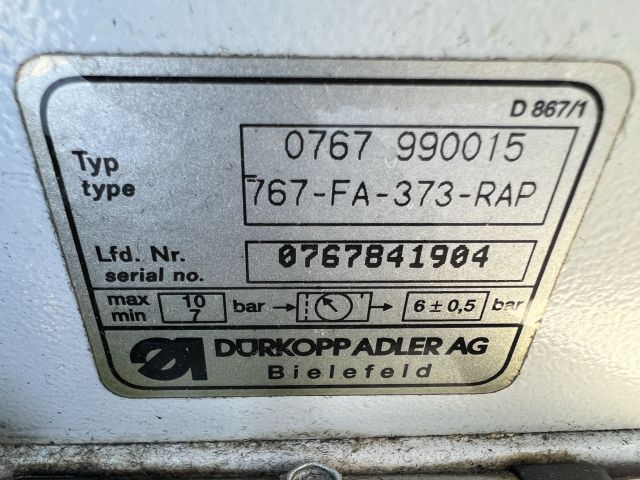 D 867/1
Typ
type
0767 990015
767-FA-373-RAP
Lfd. Nr.
serial no.
0767841904
max
min
10
7
bar
6 ± 0,5
bar
DÜRKOPP ADLER AG
Bielefeld